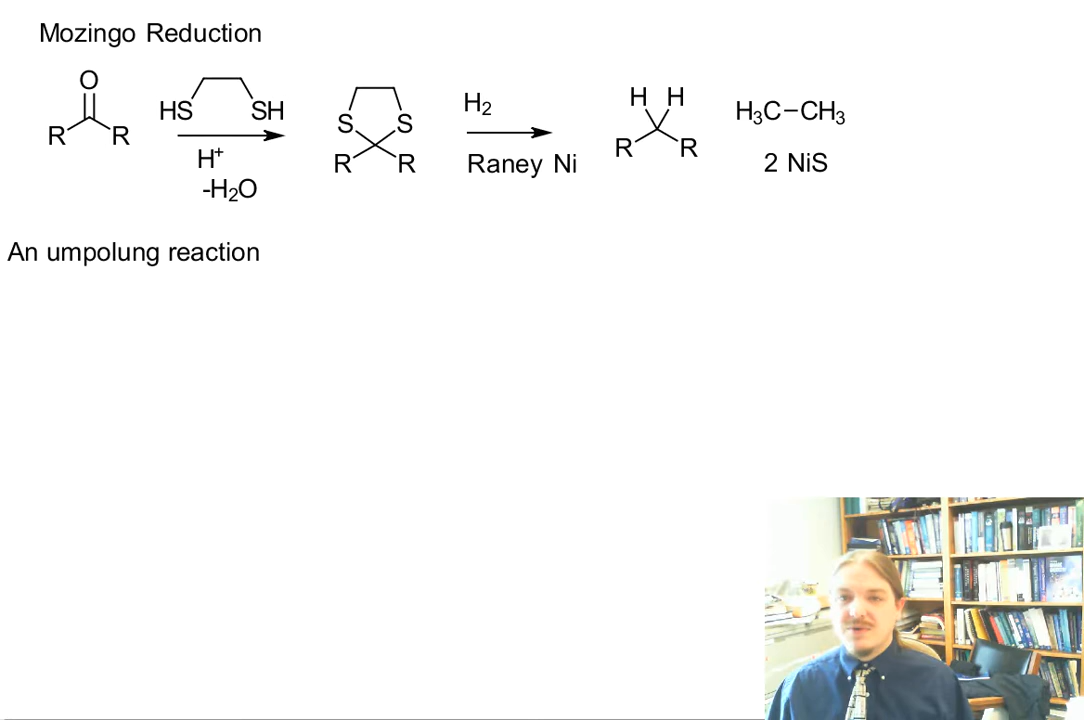 Mozingo Reduction
O
R R
HS SH
H⁺
-H₂O
S S
R R
H₂
Raney Ni
H H
R R
H₃C–CH₃
2 NiS
An umpolung reaction